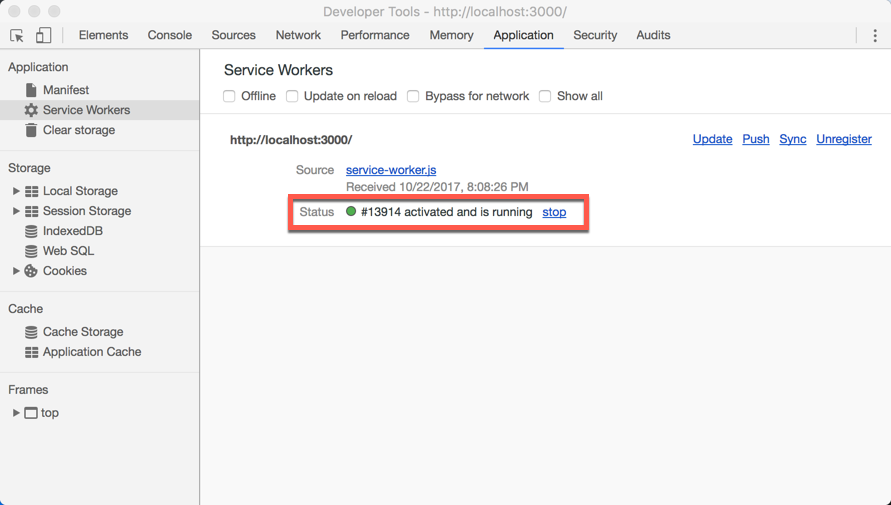 Developer Tools - http://localhost:3000/
Elements Console Sources Network Performance Memory Application Security Audits
Application
Manifest
Service Workers
Clear storage
Storage
Local Storage
Session Storage
IndexedDB
Web SQL
Cookies
Cache
Cache Storage
Application Cache
Frames
top
Service Workers
Offline Update on reload Bypass for network Show all
http://localhost:3000/ Update Push Sync Unregister
Source service-worker.js
Received 10/22/2017, 8:08:26 PM
Status #13914 activated and is running stop